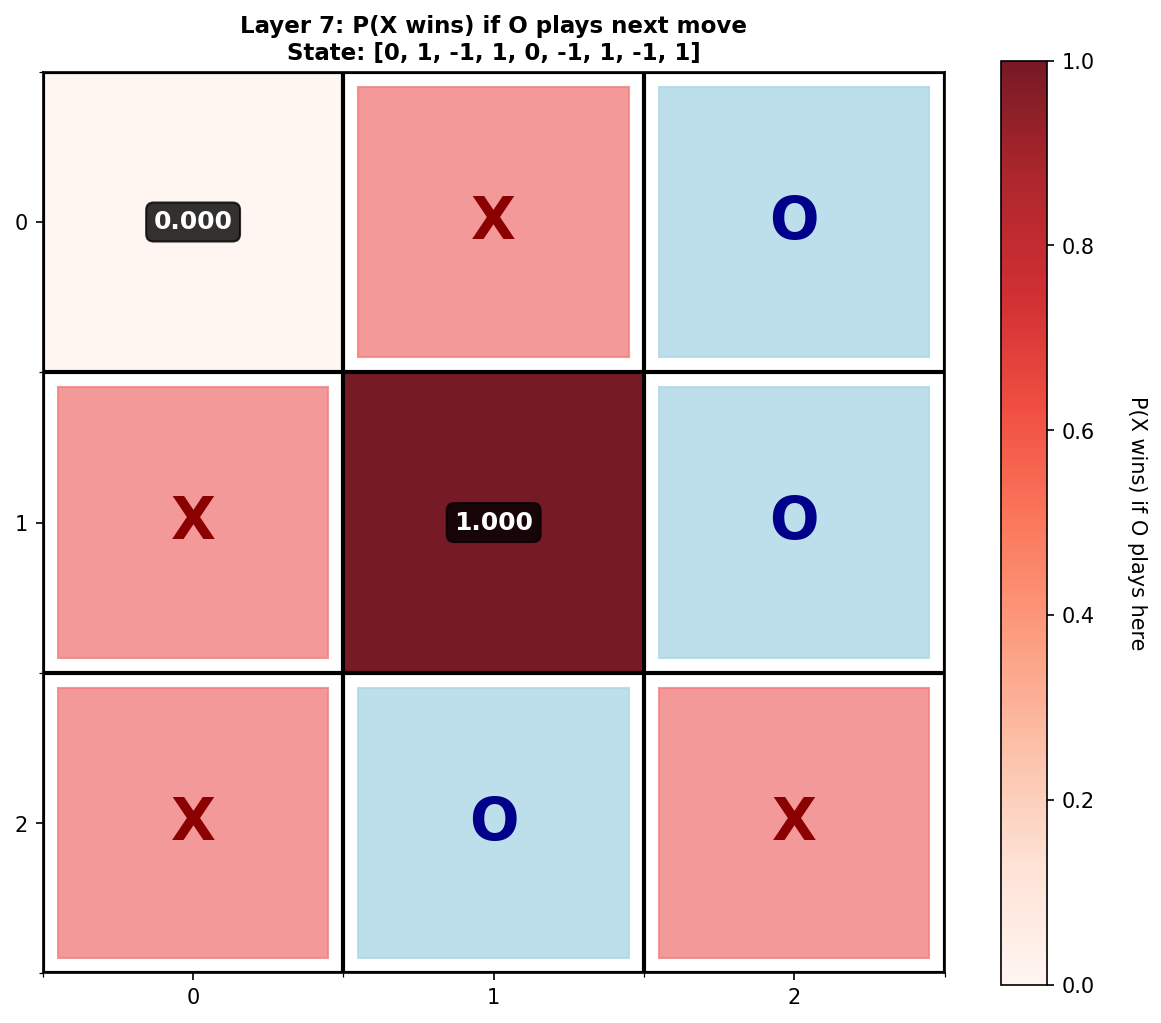 Layer 7: P(X wins) if O plays next move
State: [0, 1, -1, 1, 0, -1, 1, -1, 1]
0
0.000
X
O
1
X
1.000
O
2
X
O
X
0
1
2
1.0
0.8
0.6
0.4
0.2
0.0
P(X wins) if O plays here